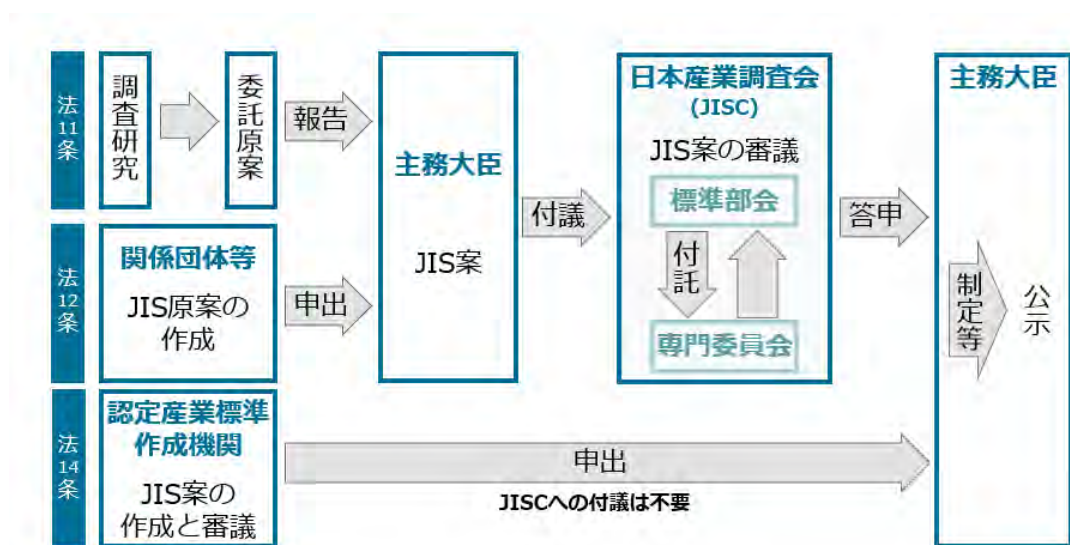 法11条
調査研究
委託原案
報告
主務大臣
JIS案
付議
日本産業調査会
(JISC)
JIS案の審議
標準部会
付託
専門委員会
答申
主務大臣
制定等
公示
法12条
関係団体等
JIS原案の
作成
申出
法14条
認定産業標準
作成機関
JIS案の
作成と審議
申出
JISCへの付議は不要